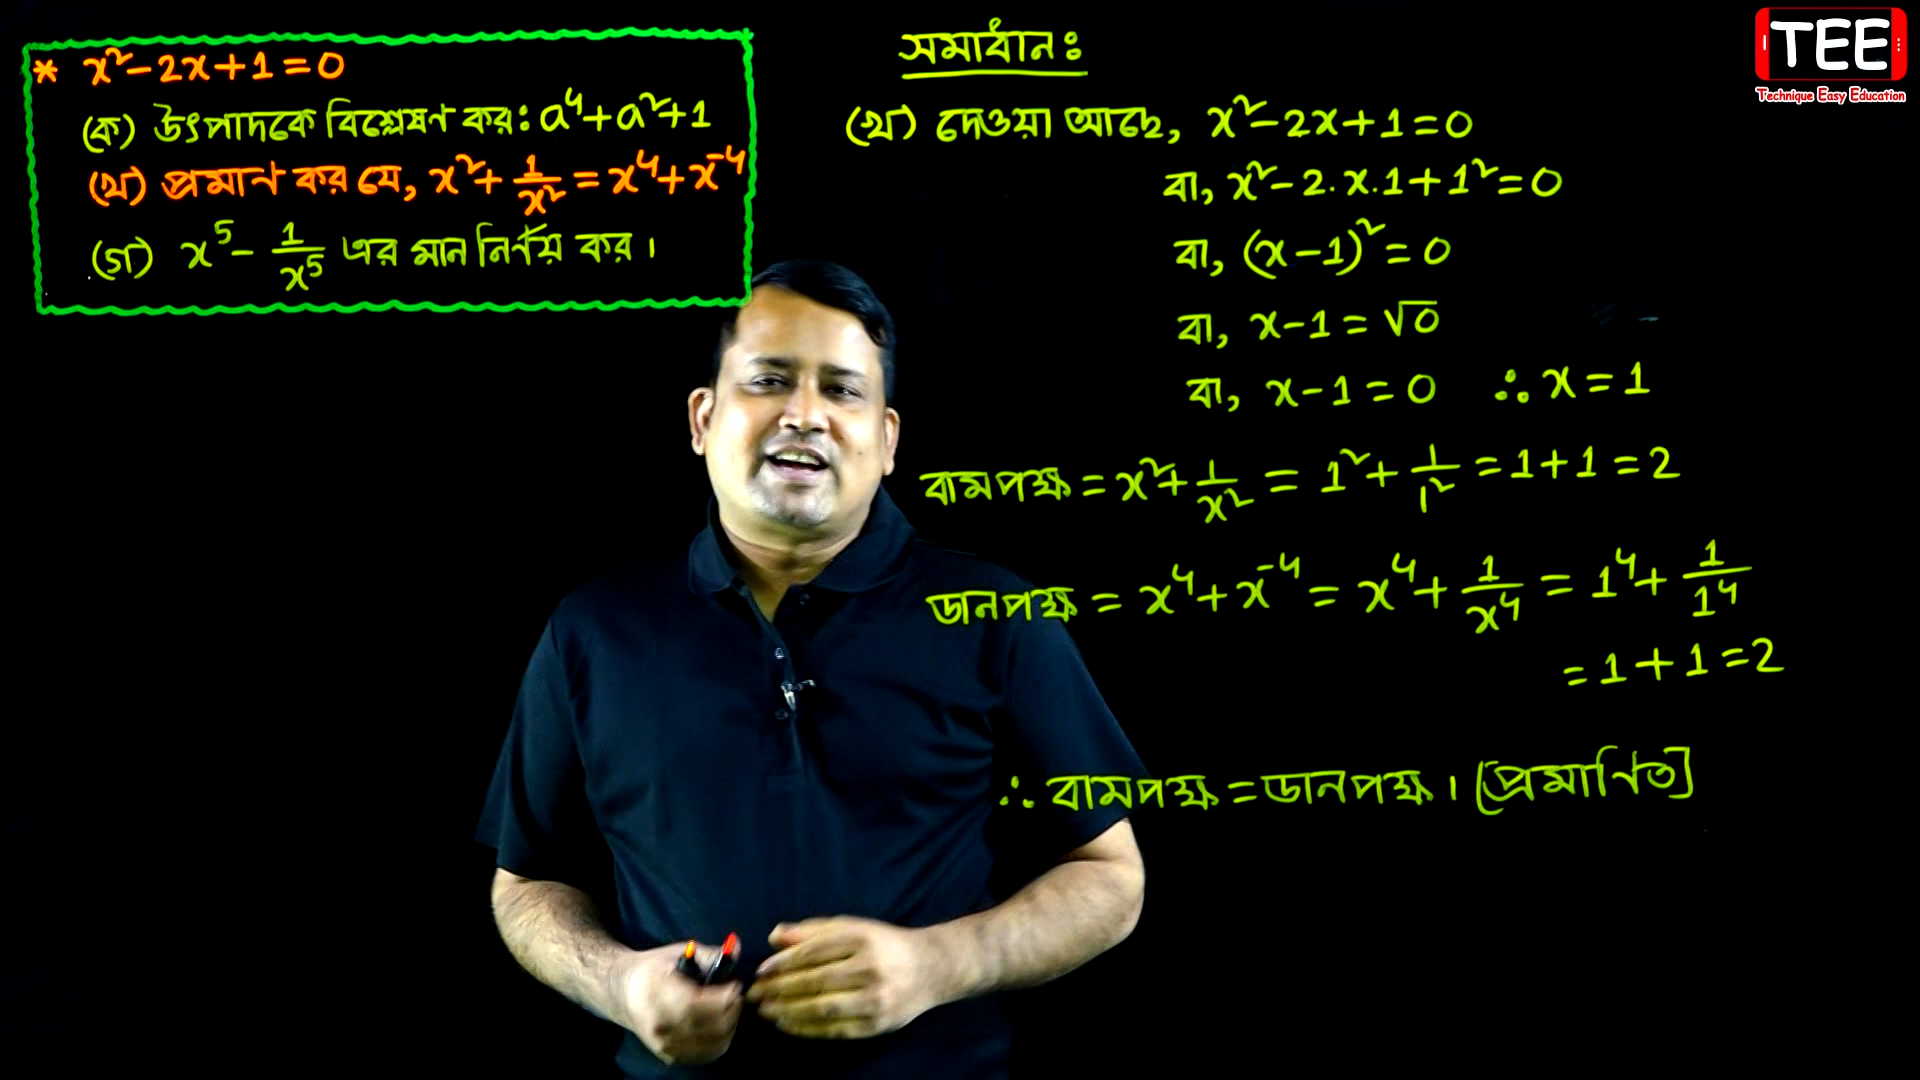 * x²-2x+1=0
(ক) উৎপাদকে বিশ্লেষণ কর: a⁴+a²+1
(খ) প্রমাণ কর যে, x²+1/x²=x⁴+x⁻⁴
(গ) x⁵-1/x⁵ এর মান নির্ণয় কর।
সমাধানঃ
(খ) দেওয়া আছে, x²-2x+1=0
বা, x²-2.x.1+1²=0
বা, (x-1)²=0
বা, x-1=√0
বা, x-1=0 ∴x=1
বামপক্ষ=x²+1/x²=1²+1/1²=1+1=2
ডানপক্ষ=x⁴+x⁻⁴=x⁴+1/x⁴=1⁴+1/1⁴
=1+1=2
∴বামপক্ষ=ডানপক্ষ। [প্রমাণিত]
TEE
Technique Easy Education